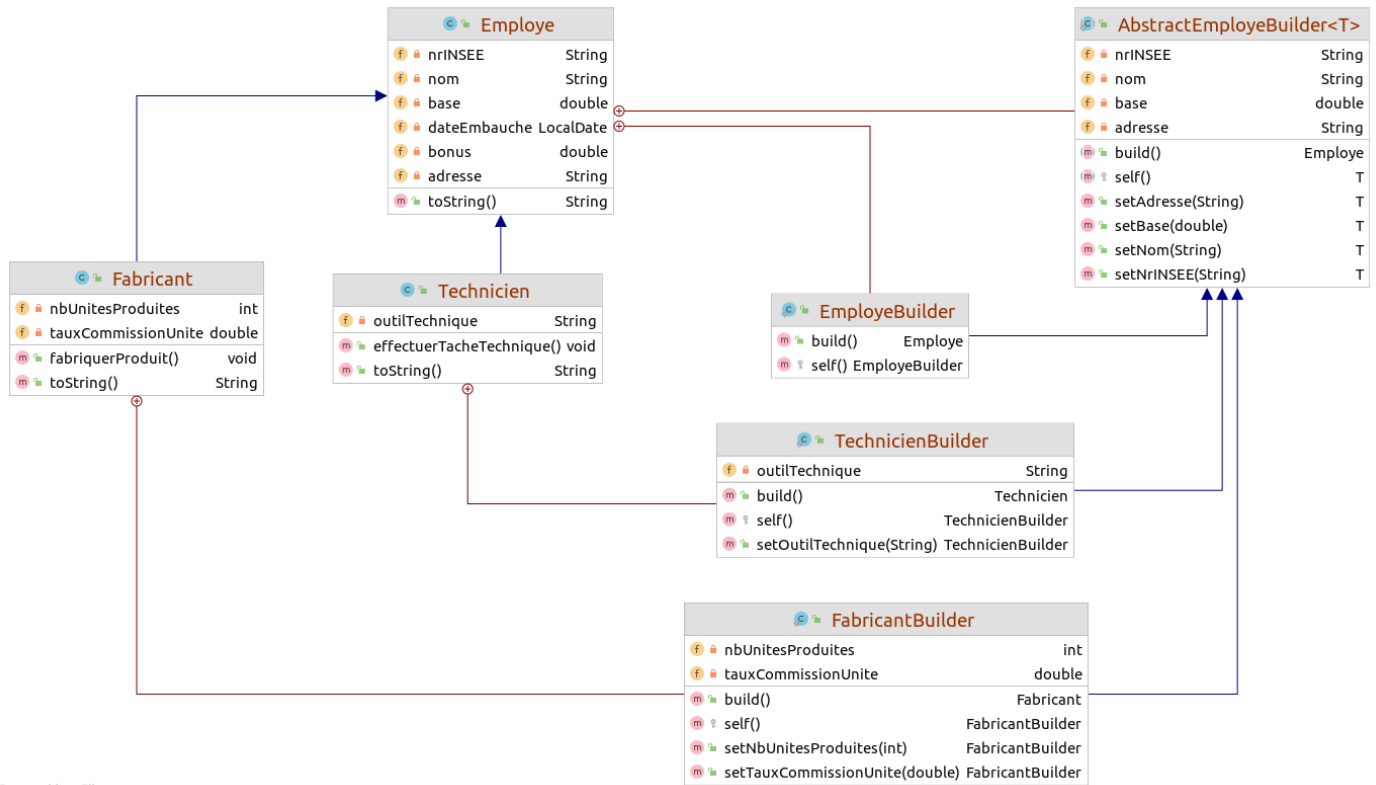 Employe
nrINSEE String
nom String
base double
dateEmbauche LocalDate
bonus double
adresse String
toString() String
AbstractEmployeBuilder<T>
nrINSEE String
nom String
base double
adresse String
build() Employe
self() T
setAdresse(String) T
setBase(double) T
setNom(String) T
setNrINSEE(String) T
Fabricant
nbUnitesProduites int
tauxCommissionUnite double
fabriquerProduit() void
toString() String
Technicien
outilTechnique String
effectuerTacheTechnique() void
toString() String
EmployeBuilder
build() Employe
self() EmployeBuilder
TechnicienBuilder
outilTechnique String
build() Technicien
self() TechnicienBuilder
setOutilTechnique(String) TechnicienBuilder
FabricantBuilder
nbUnitesProduites int
tauxCommissionUnite double
build() Fabricant
self() FabricantBuilder
setNbUnitesProduites(int) FabricantBuilder
setTauxCommissionUnite(double) FabricantBuilder